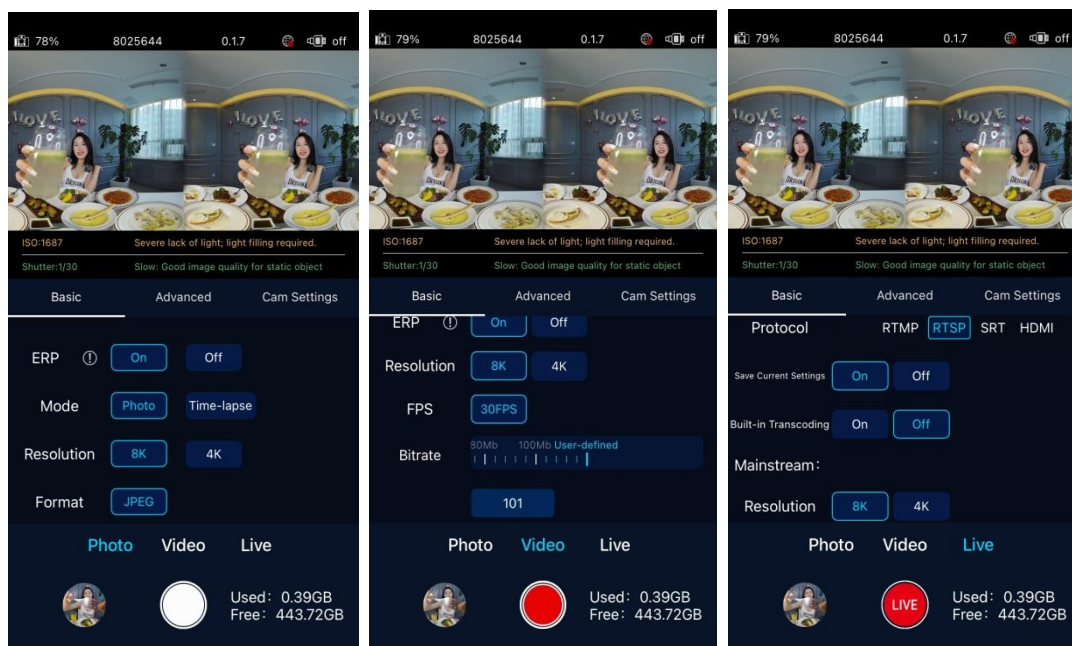 78% 8025644 0.1.7 off
ILOVE
ILOVE
ISO:1687 Severe lack of light; light filling required.
Shutter:1/30 Slow: Good image quality for static object
Basic Advanced Cam Settings
ERP ! On Off
Mode Photo Time-lapse
Resolution 8K 4K
Format JPEG
Photo Video Live
Used: 0.39GB
Free: 443.72GB
79% 8025644 0.1.7 off
LOVE
ILOVE
ISO:1687 Severe lack of light; light filling required.
Shutter:1/30 Slow: Good image quality for static object
Basic Advanced Cam Settings
ERP ! On Off
Resolution 8K 4K
FPS 30FPS
80Mb 100Mb User-defined
Bitrate
101
Photo Video Live
Used: 0.39GB
Free: 443.72GB
79% 8025644 0.1.7 off
LOVE
ILOVE
ISO:1687 Severe lack of light; light filling required.
Shutter:1/30 Slow: Good image quality for static object
Basic Advanced Cam Settings
Protocol RTMP RTSP SRT HDMI
Save Current Settings On Off
Built-in Transcoding On Off
Mainstream:
Resolution 8K 4K
Photo Video Live
LIVE
Used: 0.39GB
Free: 443.72GB